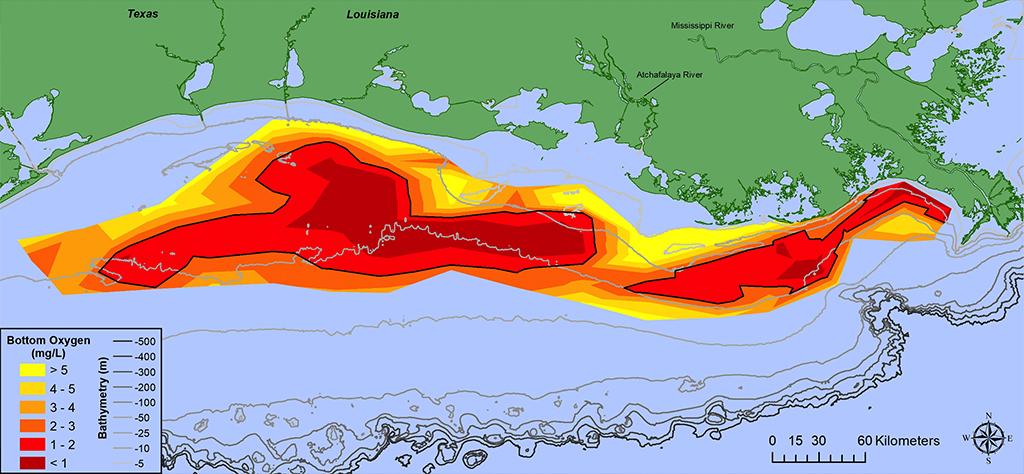 Texas
Louisiana
Mississippi River
Atchafalaya River
Bottom Oxygen
(mg/L)
> 5
4 - 5
3 - 4
2 - 3
1 - 2
< 1
Bathymetry (m)
-500
-400
-300
-200
-100
-50
-25
-10
-5
0 15 30 60 Kilometers
N
W E
S